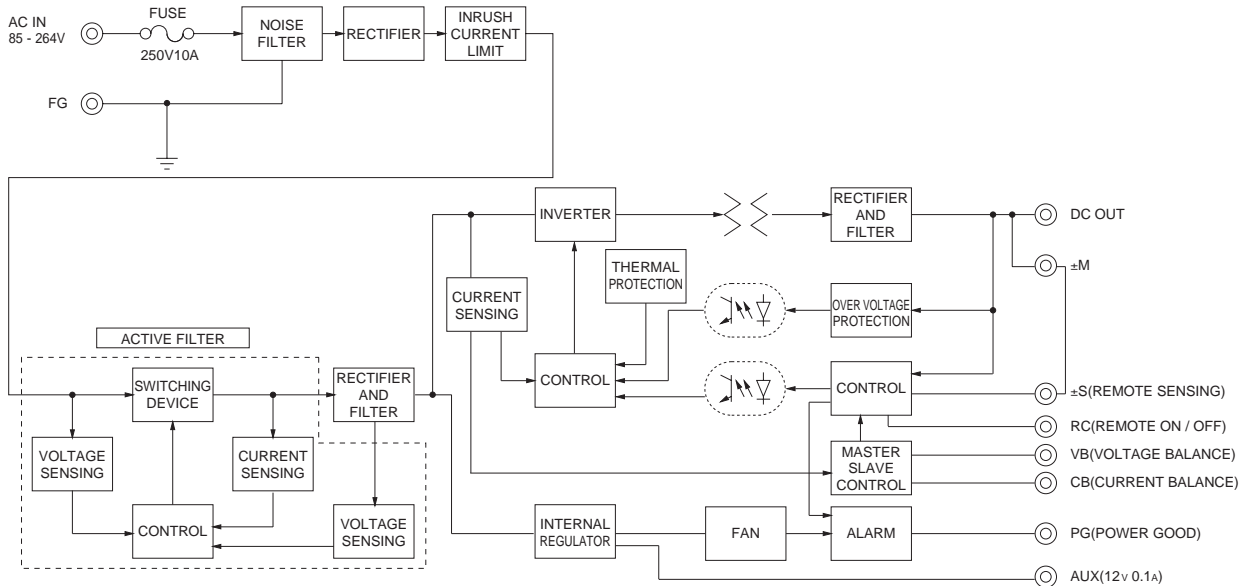 AC IN
85 - 264V
FUSE
250V10A
NOISE
FILTER
RECTIFIER
INRUSH
CURRENT
LIMIT
FG
INVERTER
RECTIFIER
AND
FILTER
DC OUT
±M
THERMAL
PROTECTION
CURRENT
SENSING
OVER VOLTAGE
PROTECTION
ACTIVE FILTER
SWITCHING
DEVICE
RECTIFIER
AND
FILTER
CONTROL
CONTROL
±S(REMOTE SENSING)
RC(REMOTE ON / OFF)
VOLTAGE
SENSING
CURRENT
SENSING
MASTER
SLAVE
CONTROL
VB(VOLTAGE BALANCE)
CB(CURRENT BALANCE)
CONTROL
VOLTAGE
SENSING
INTERNAL
REGULATOR
FAN
ALARM
PG(POWER GOOD)
AUX(12V 0.1A)